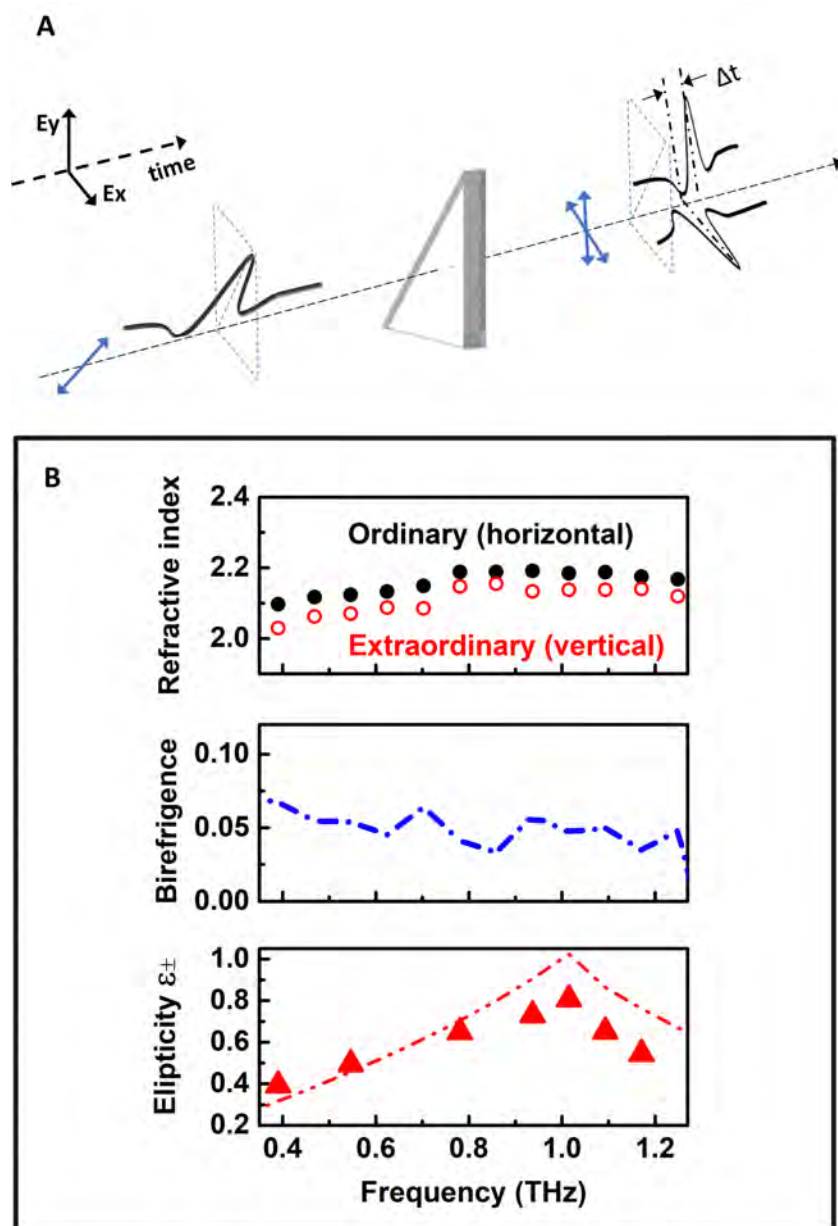 A
Δt
Ey
time
Ex
B
Refractive index
2.4
2.2
2.0
Ordinary (horizontal)
Extraordinary (vertical)
Birefrigence
0.10
0.05
0.00
Elipticity ε±
1.0
0.8
0.6
0.4
0.2
0.4 0.6 0.8 1.0 1.2
Frequency (THz)